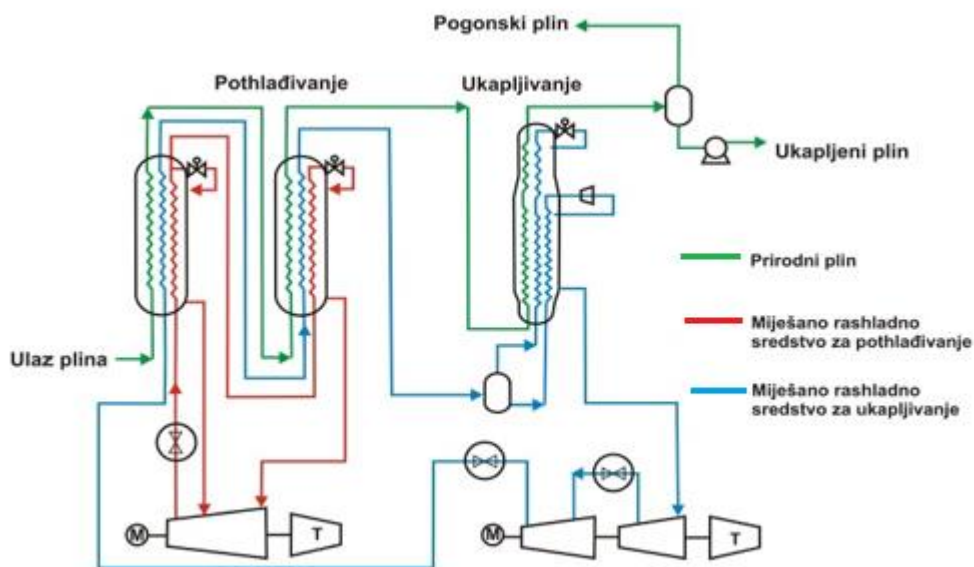 Pogonski plin
Pothlađivanje
Ukapljivanje
Ukapljeni plin
Prirodni plin
Ulaz plina
Miješano rashladno
sredstvo za pothlađivanje
Miješano rashladno
sredstvo za ukapljivanje
M
T
M
T